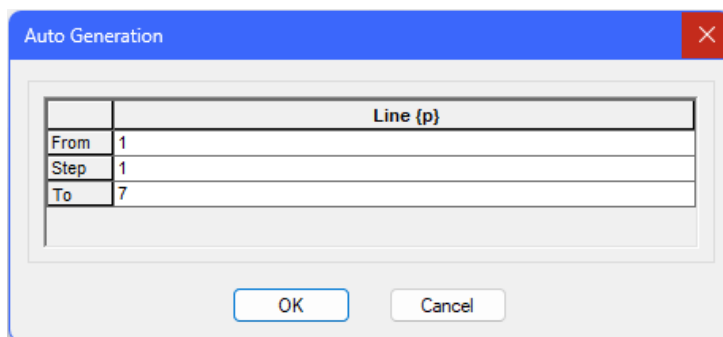 Auto Generation
Line {p}
From 1
Step 1
To 7
OK Cancel